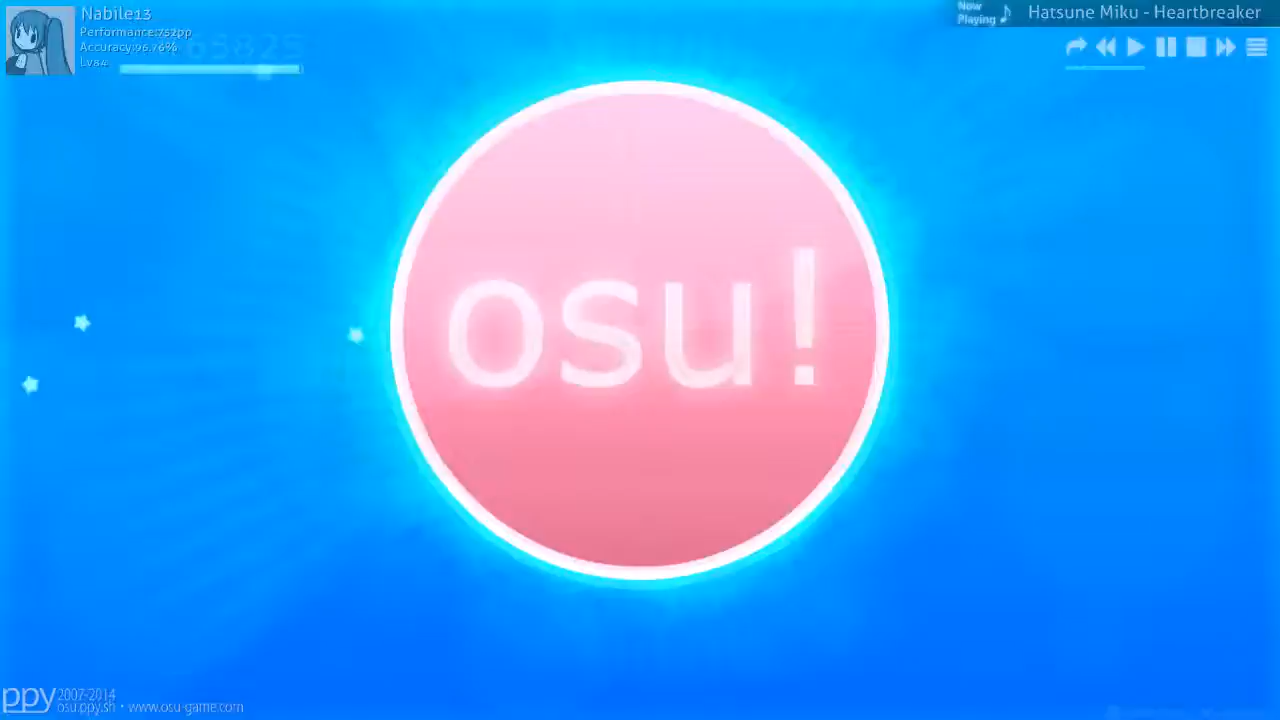 Nabile13
Performance:752pp
Accuracy:96.76%
Lv84
65825
Now
Playing
Hatsune Miku - Heartbreaker
osu!
ppy
2007-2014
osu.ppy.sh • www.osu-game.com